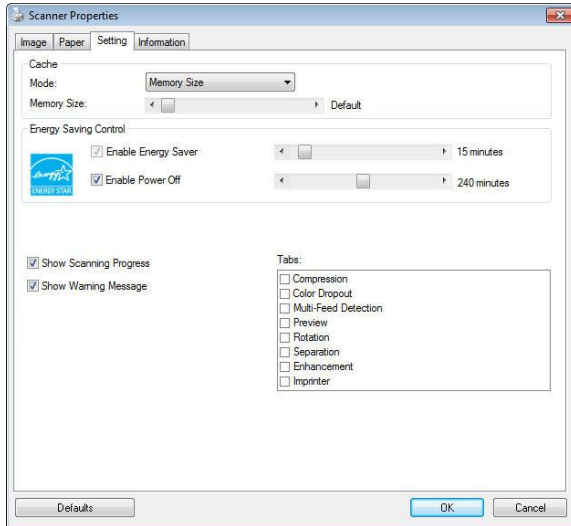 Scanner Properties
Image Paper Setting Information
Cache
Mode: Memory Size
Memory Size: Default
Energy Saving Control
Enable Energy Saver 15 minutes
energy
ENERGY STAR
Enable Power Off 240 minutes
Show Scanning Progress
Show Warning Message
Tabs:
Compression
Color Dropout
Multi-Feed Detection
Preview
Rotation
Separation
Enhancement
Imprinter
Defaults OK Cancel